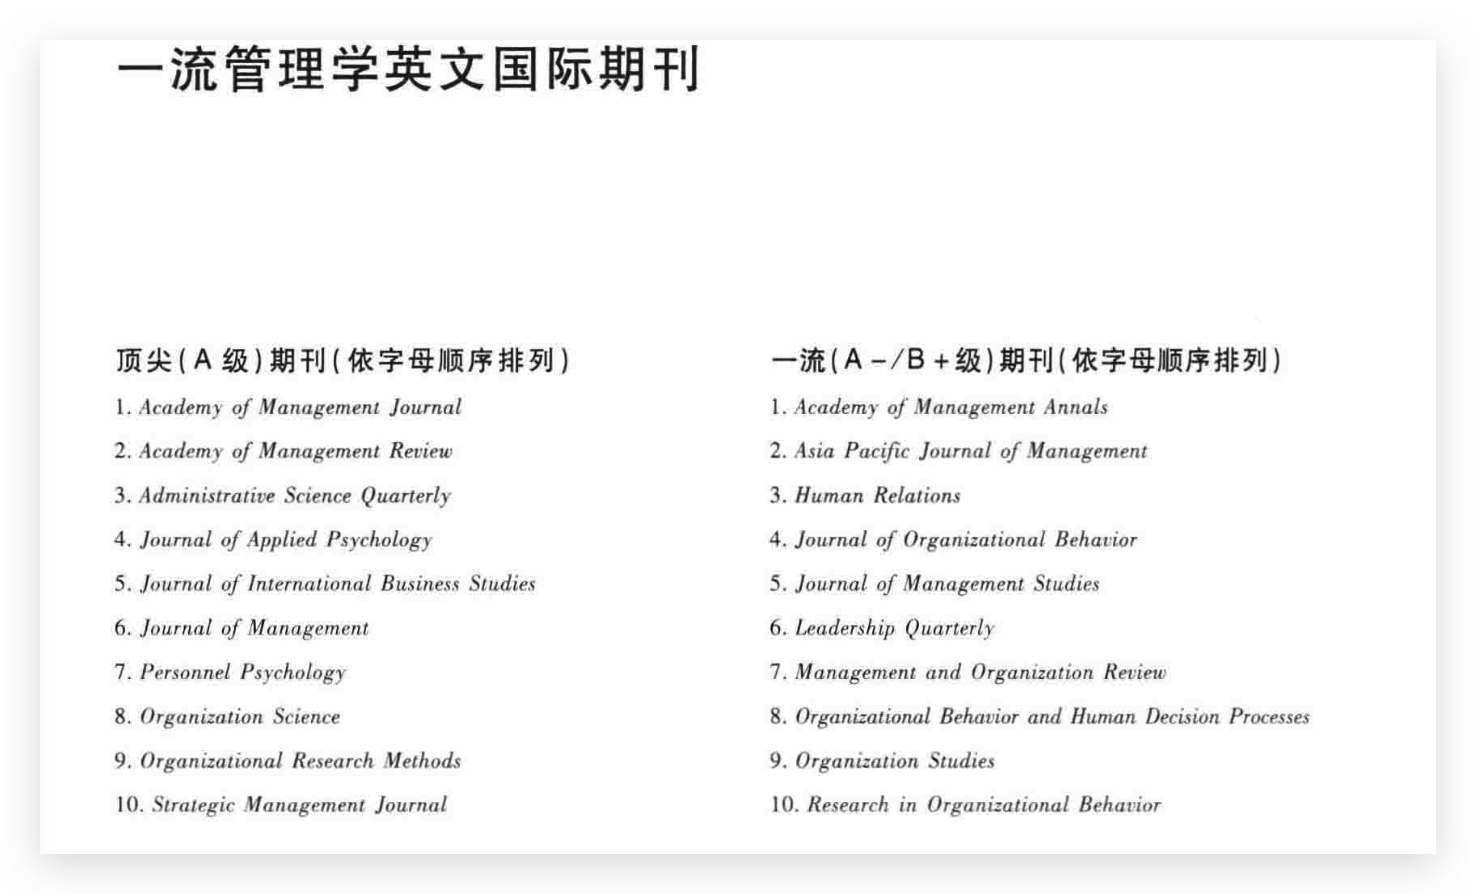 一流管理学英文国际期刊
顶尖(A 级)期刊(依字母顺序排列)
1. Academy of Management Journal
2. Academy of Management Review
3. Administrative Science Quarterly
4. Journal of Applied Psychology
5. Journal of International Business Studies
6. Journal of Management
7. Personnel Psychology
8. Organization Science
9. Organizational Research Methods
10. Strategic Management Journal
一流(A-/B+级)期刊(依字母顺序排列)
1. Academy of Management Annals
2. Asia Pacific Journal of Management
3. Human Relations
4. Journal of Organizational Behavior
5. Journal of Management Studies
6. Leadership Quarterly
7. Management and Organization Review
8. Organizational Behavior and Human Decision Processes
9. Organization Studies
10. Research in Organizational Behavior